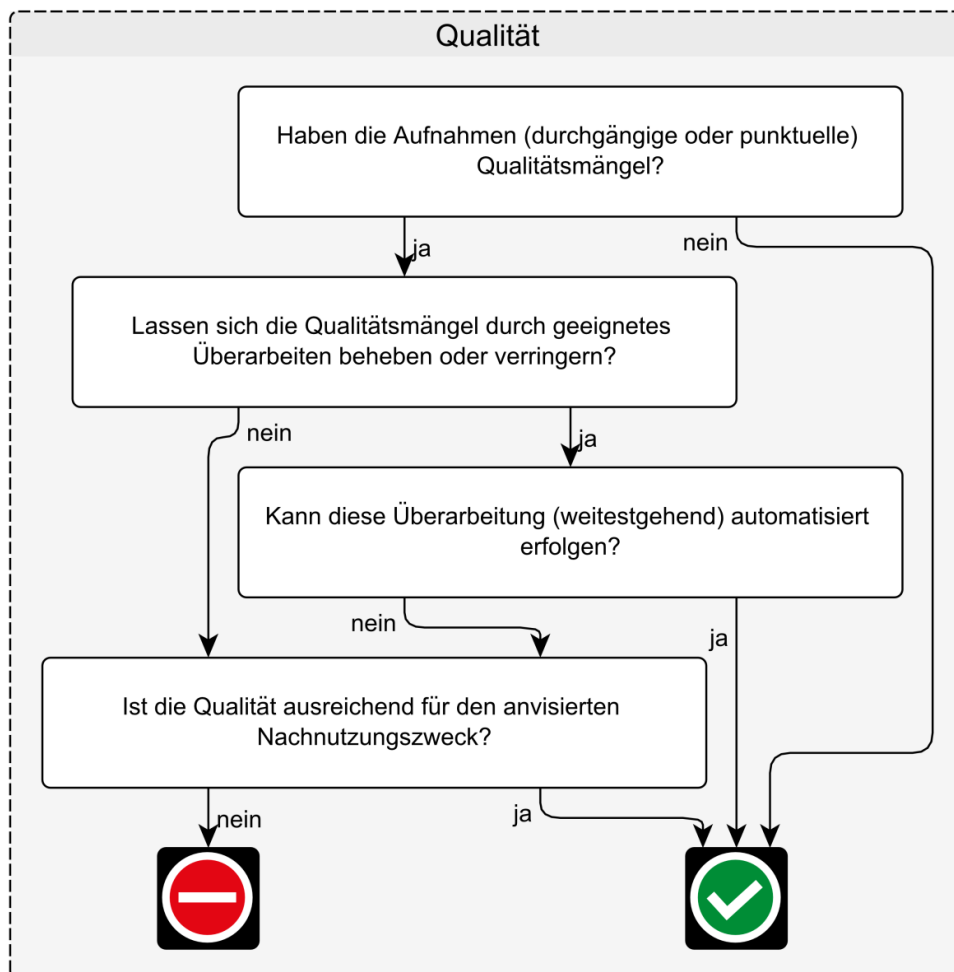 Qualität
Haben die Aufnahmen (durchgängige oder punktuelle)
Qualitätsmängel?
ja
nein
Lassen sich die Qualitätsmängel durch geeignetes
Überarbeiten beheben oder verringern?
nein
ja
Kann diese Überarbeitung (weitestgehend) automatisiert
erfolgen?
nein
ja
Ist die Qualität ausreichend für den anvisierten
Nachnutzungszweck?
nein
ja